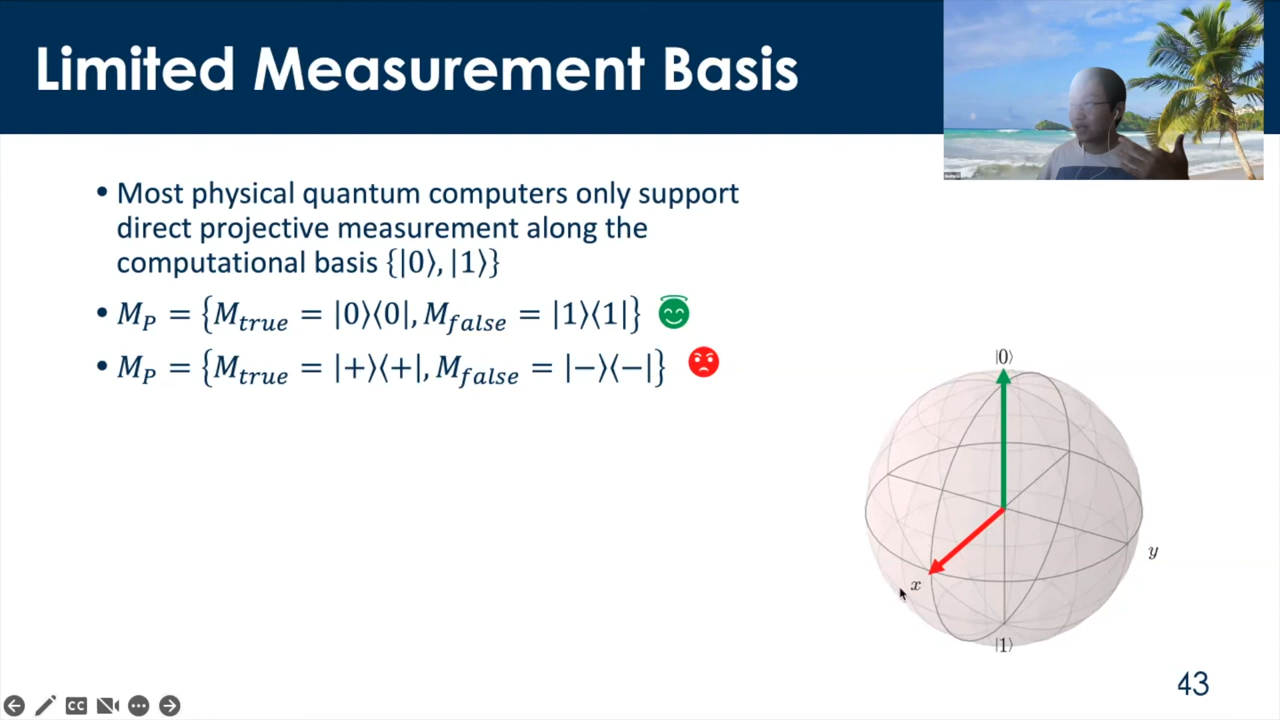 Limited Measurement Basis
• Most physical quantum computers only support
direct projective measurement along the
computational basis {|0⟩, |1⟩}
• M_P = {M_true = |0⟩⟨0|, M_false = |1⟩⟨1|}
• M_P = {M_true = |+⟩⟨+|, M_false = |−⟩⟨−|}
|0⟩
y
x
|1⟩
43
CC